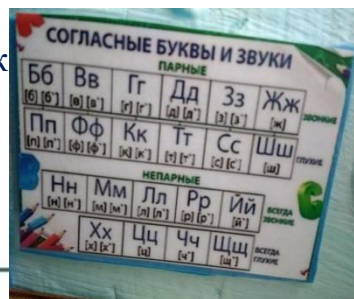 к
СОГЛАСНЫЕ БУКВЫ И ЗВУКИ
ПАРНЫЕ
Бб Вв Гг Дд Зз Жж
[б] [б'] [в] [в'] [г] [г'] [д] [д'] [з] [з'] [ж] ЗВОНКИЕ
Пп Фф Кк Тт Сс Шш
[п] [п'] [ф] [ф'] [к] [к'] [т] [т'] [с] [с'] [ш] ГЛУХИЕ
НЕПАРНЫЕ
Нн Мм Лл Рр Йй
[н] [н'] [м] [м'] [л] [л'] [р] [р'] [й'] ВСЕГДА ЗВОНКИЕ
Хх Цц Чч Щщ
[х] [х'] [ц] [ч'] [щ'] ВСЕГДА ГЛУХИЕ